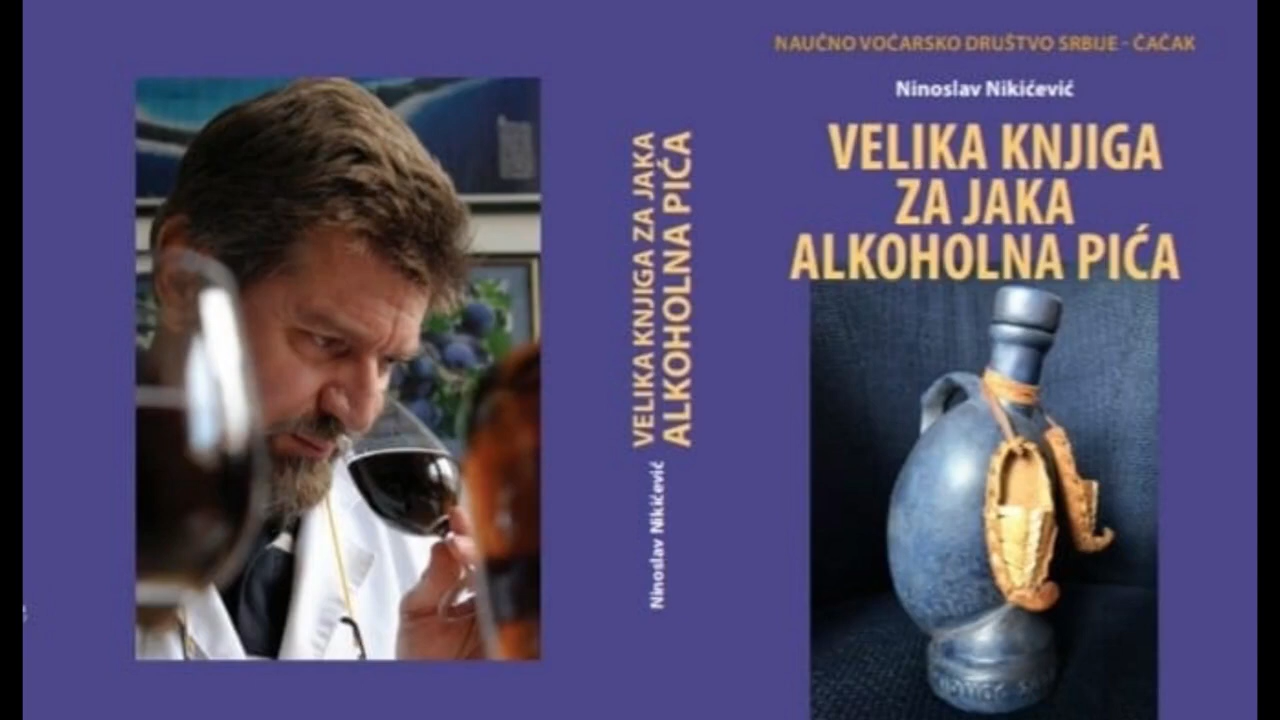 NAUČNO VOĆARSKO DRUŠTVO SRBIJE - ČAČAK
Ninoslav Nikićević
VELIKA KNJIGA
ZA JAKA
ALKOHOLNA PIĆA
VELIKA KNJIGA ZA JAKA
ALKOHOLNA PIĆA
Ninoslav Nikićević